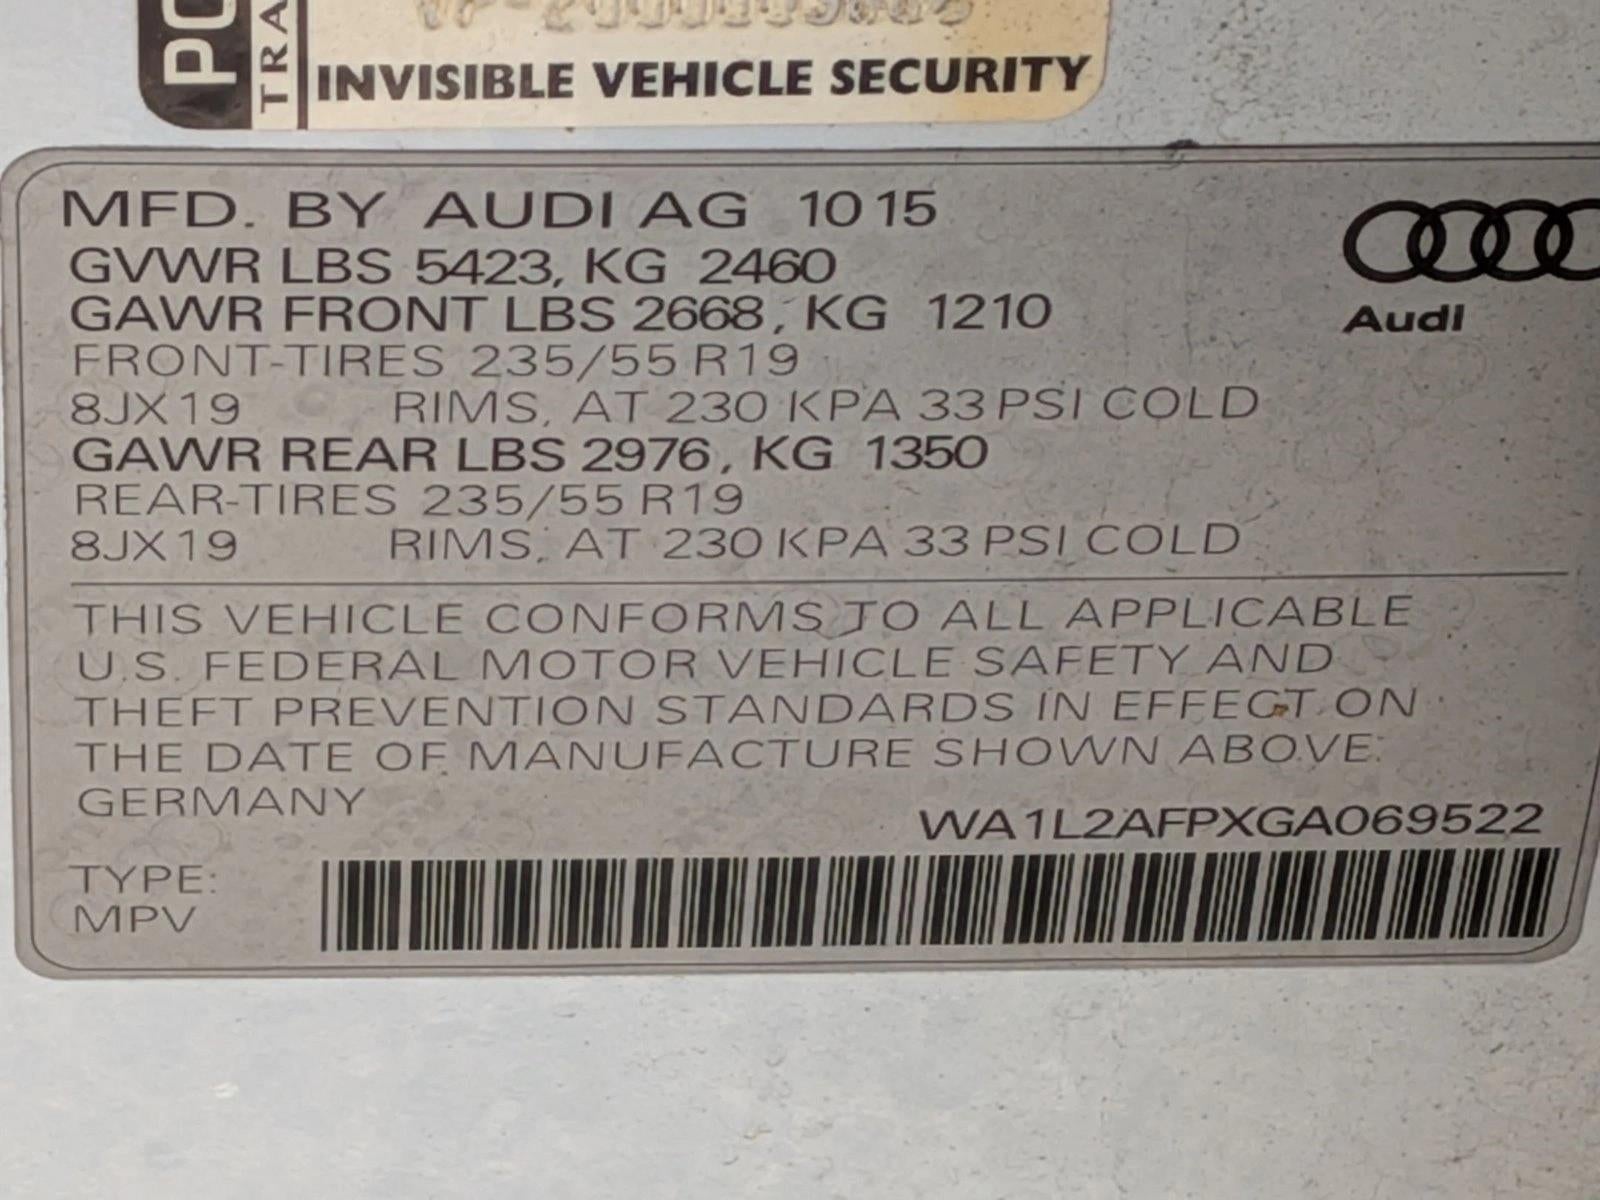 INVISIBLE VEHICLE SECURITY
MFD. BY AUDI AG 10 15
GVWR LBS 5423, KG 2460
GAWR FRONT LBS 2668, KG 1210
FRONT-TIRES 235/55 R19
8JX19 RIMS, AT 230 KPA 33 PSI COLD
GAWR REAR LBS 2976, KG 1350
REAR-TIRES 235/55 R19
8JX19 RIMS, AT 230 KPA 33 PSI COLD
Audi
THIS VEHICLE CONFORMS TO ALL APPLICABLE
U.S. FEDERAL MOTOR VEHICLE SAFETY AND
THEFT PREVENTION STANDARDS IN EFFECT ON
THE DATE OF MANUFACTURE SHOWN ABOVE.
GERMANY
WA1L2AFPXGA069522
TYPE:
MPV